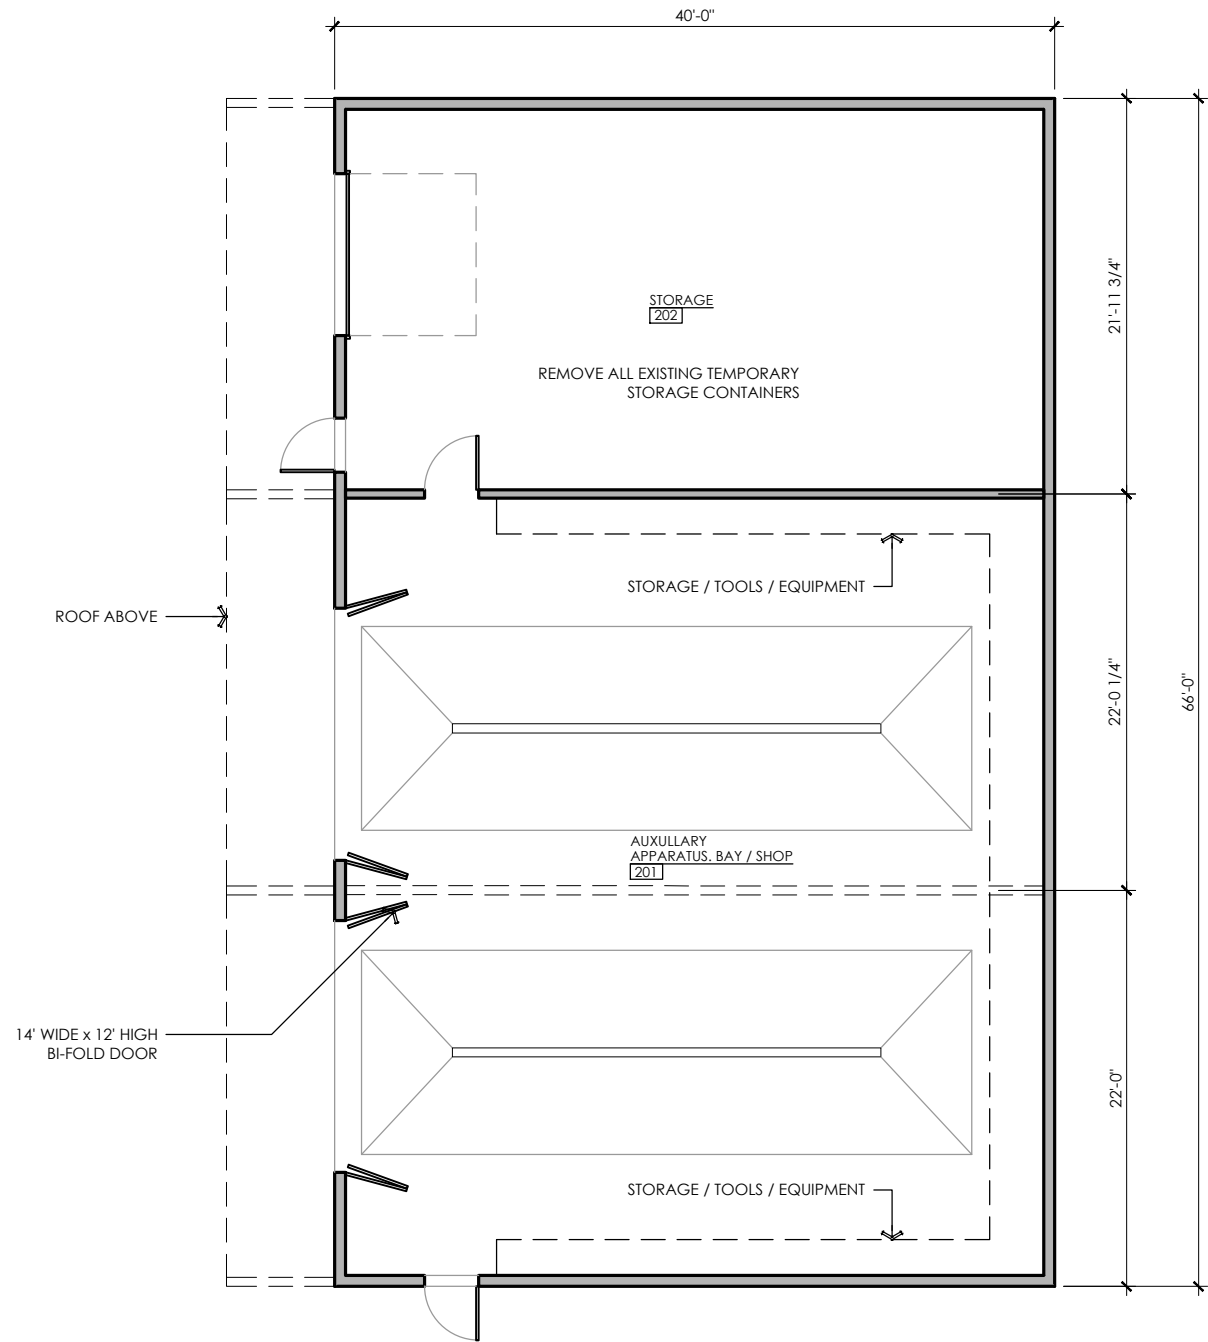 40'-0"
STORAGE
202
21'-11 3/4"
REMOVE ALL EXISTING TEMPORARY
STORAGE CONTAINERS
STORAGE / TOOLS / EQUIPMENT
ROOF ABOVE
22'-0 1/4"
66'-0"
AUXULLARY
APPARATUS. BAY / SHOP
201
14' WIDE x 12' HIGH
BI-FOLD DOOR
22'-0"
STORAGE / TOOLS / EQUIPMENT